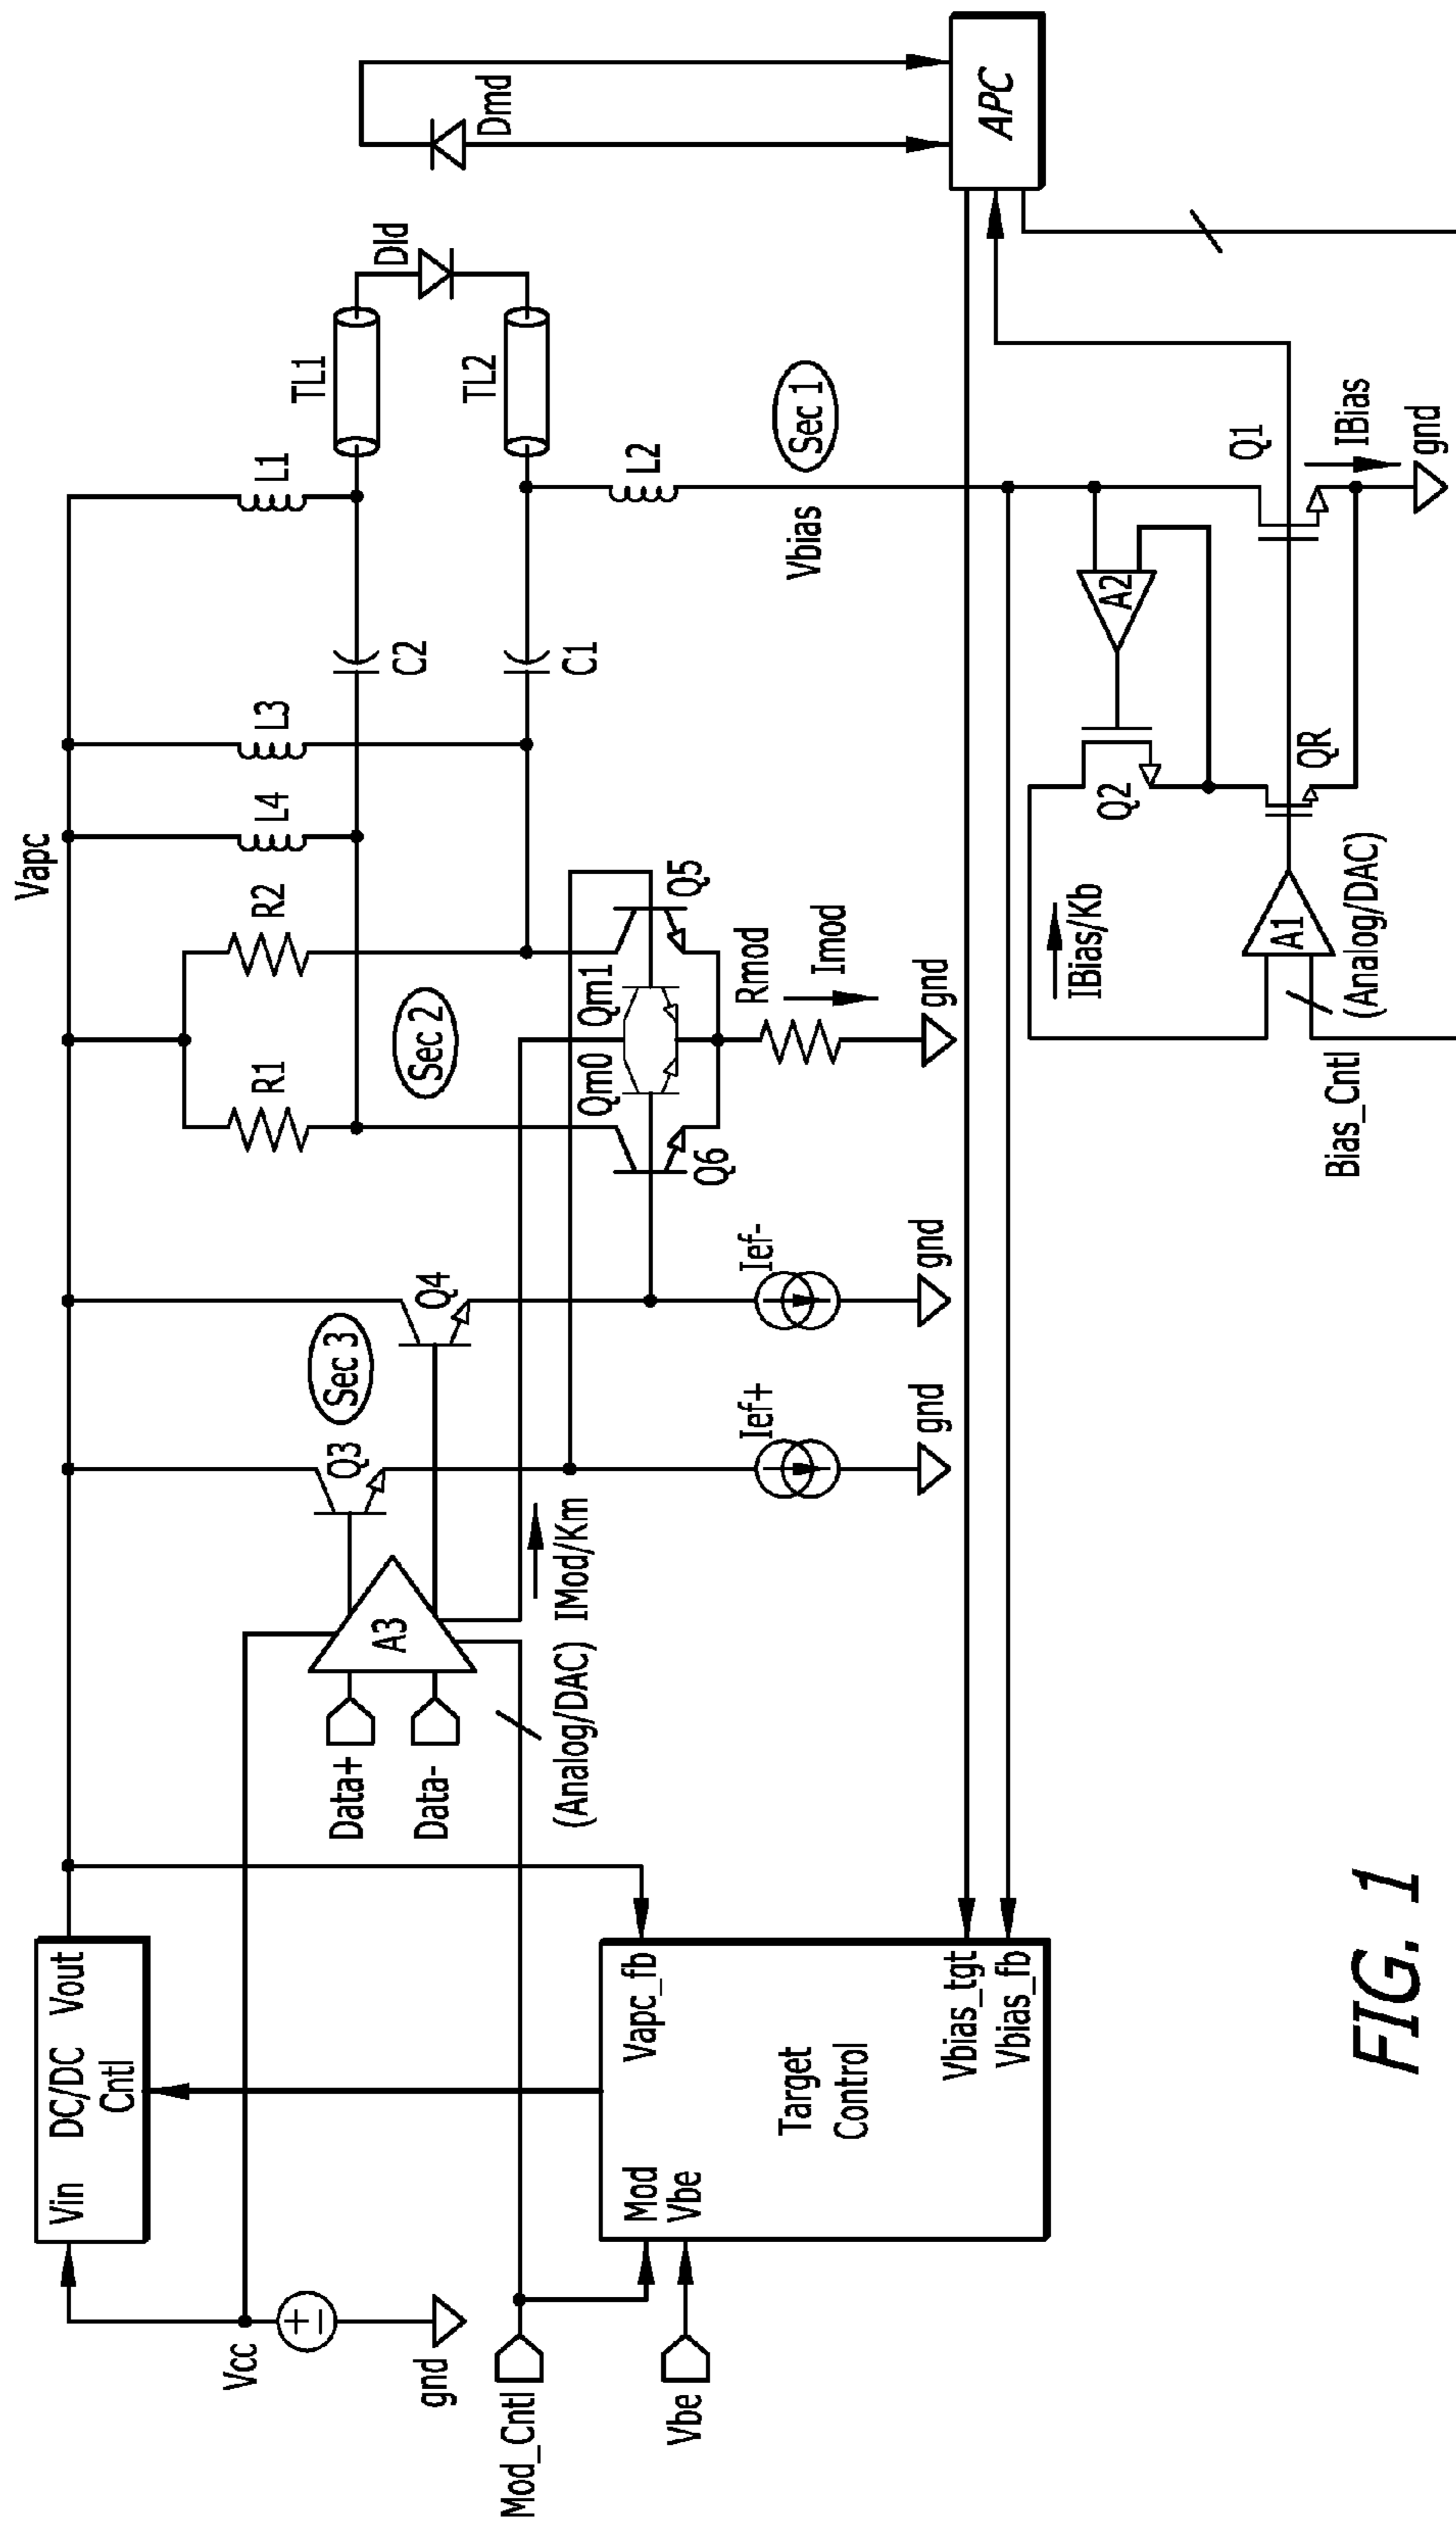 Vapc
Vin DC/DC Vout
Cntl
Vcc
gnd
Mod_Cntl
Vbe
Mod
Vbe
Target
Control
Vapc_fb
Vbias_tgt
Vbias_fb
Data+
Data-
A3
(Analog/DAC)
IMod/Km
Q3
Sec 3
Q4
Ief+
gnd
Ief-
gnd
R1
R2
L4
L3
L1
Sec 2
Q6
Qm0
Qm1
Q5
Rmod
Imod
gnd
C2
C1
TL1
TL2
Dld
Dmd
L2
Vbias
Sec 1
APC
A2
Q2
Q1
IBias
gnd
QR
IBias/Kb
A1
(Analog/DAC)
Bias_Cntl
FIG. 1